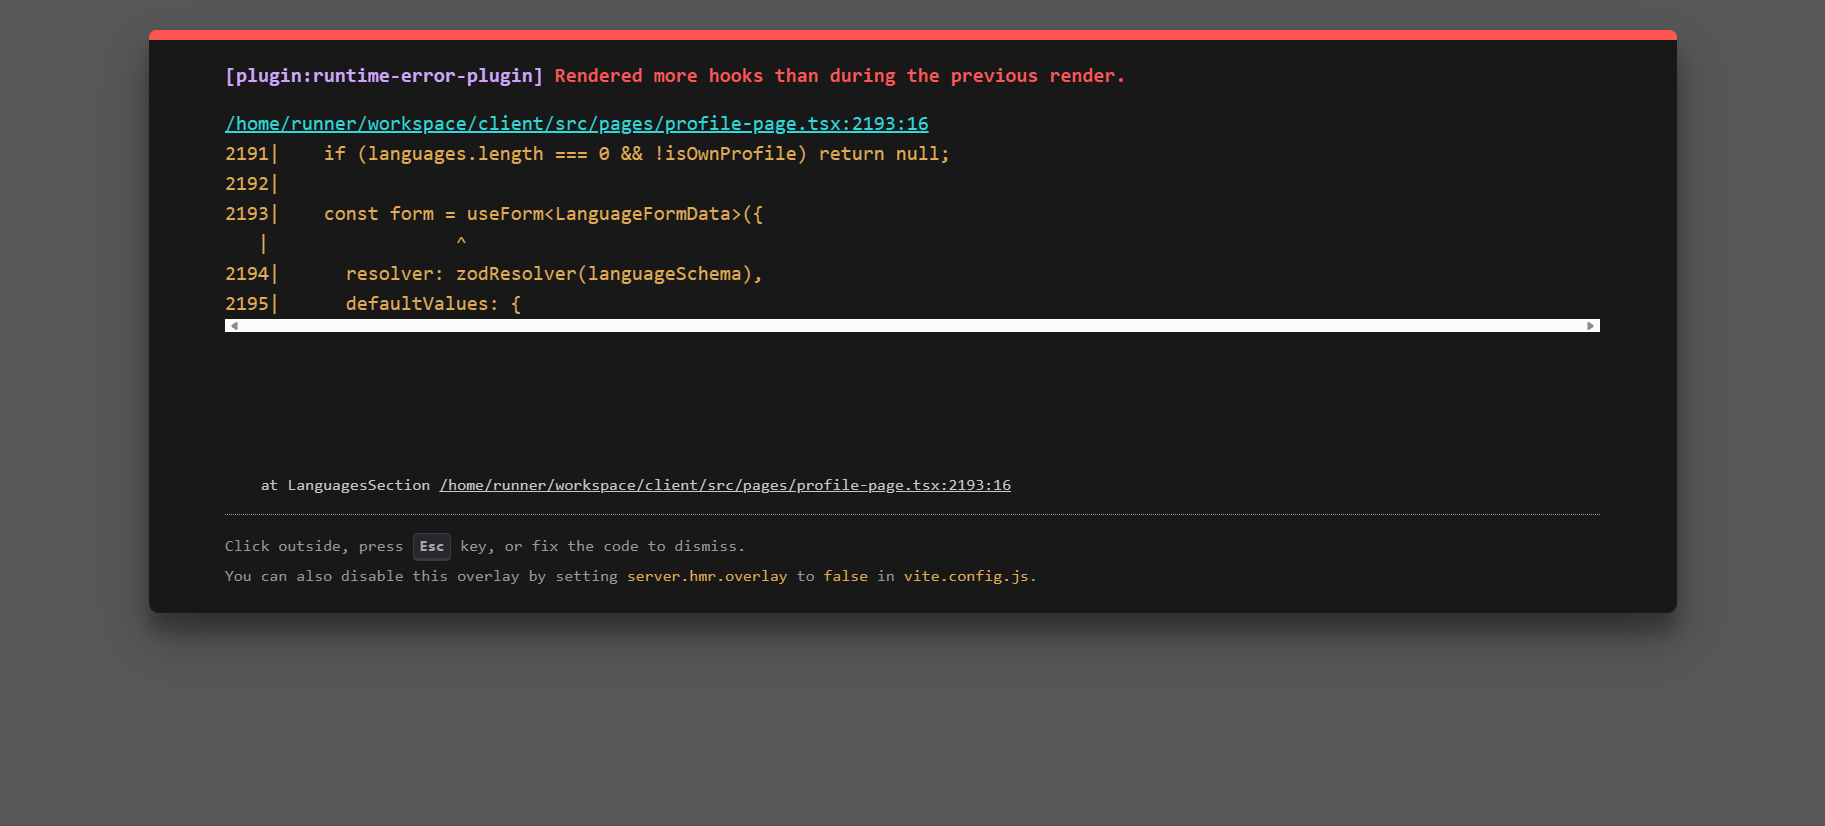 [plugin:runtime-error-plugin] Rendered more hooks than during the previous render.
/home/runner/workspace/client/src/pages/profile-page.tsx:2193:16
2191|    if (languages.length === 0 && !isOwnProfile) return null;
2192|
2193|    const form = useForm<LanguageFormData>({
   |                 ^
2194|      resolver: zodResolver(languageSchema),
2195|      defaultValues: {
at LanguagesSection /home/runner/workspace/client/src/pages/profile-page.tsx:2193:16
Click outside, press Esc key, or fix the code to dismiss.
You can also disable this overlay by setting server.hmr.overlay to false in vite.config.js.